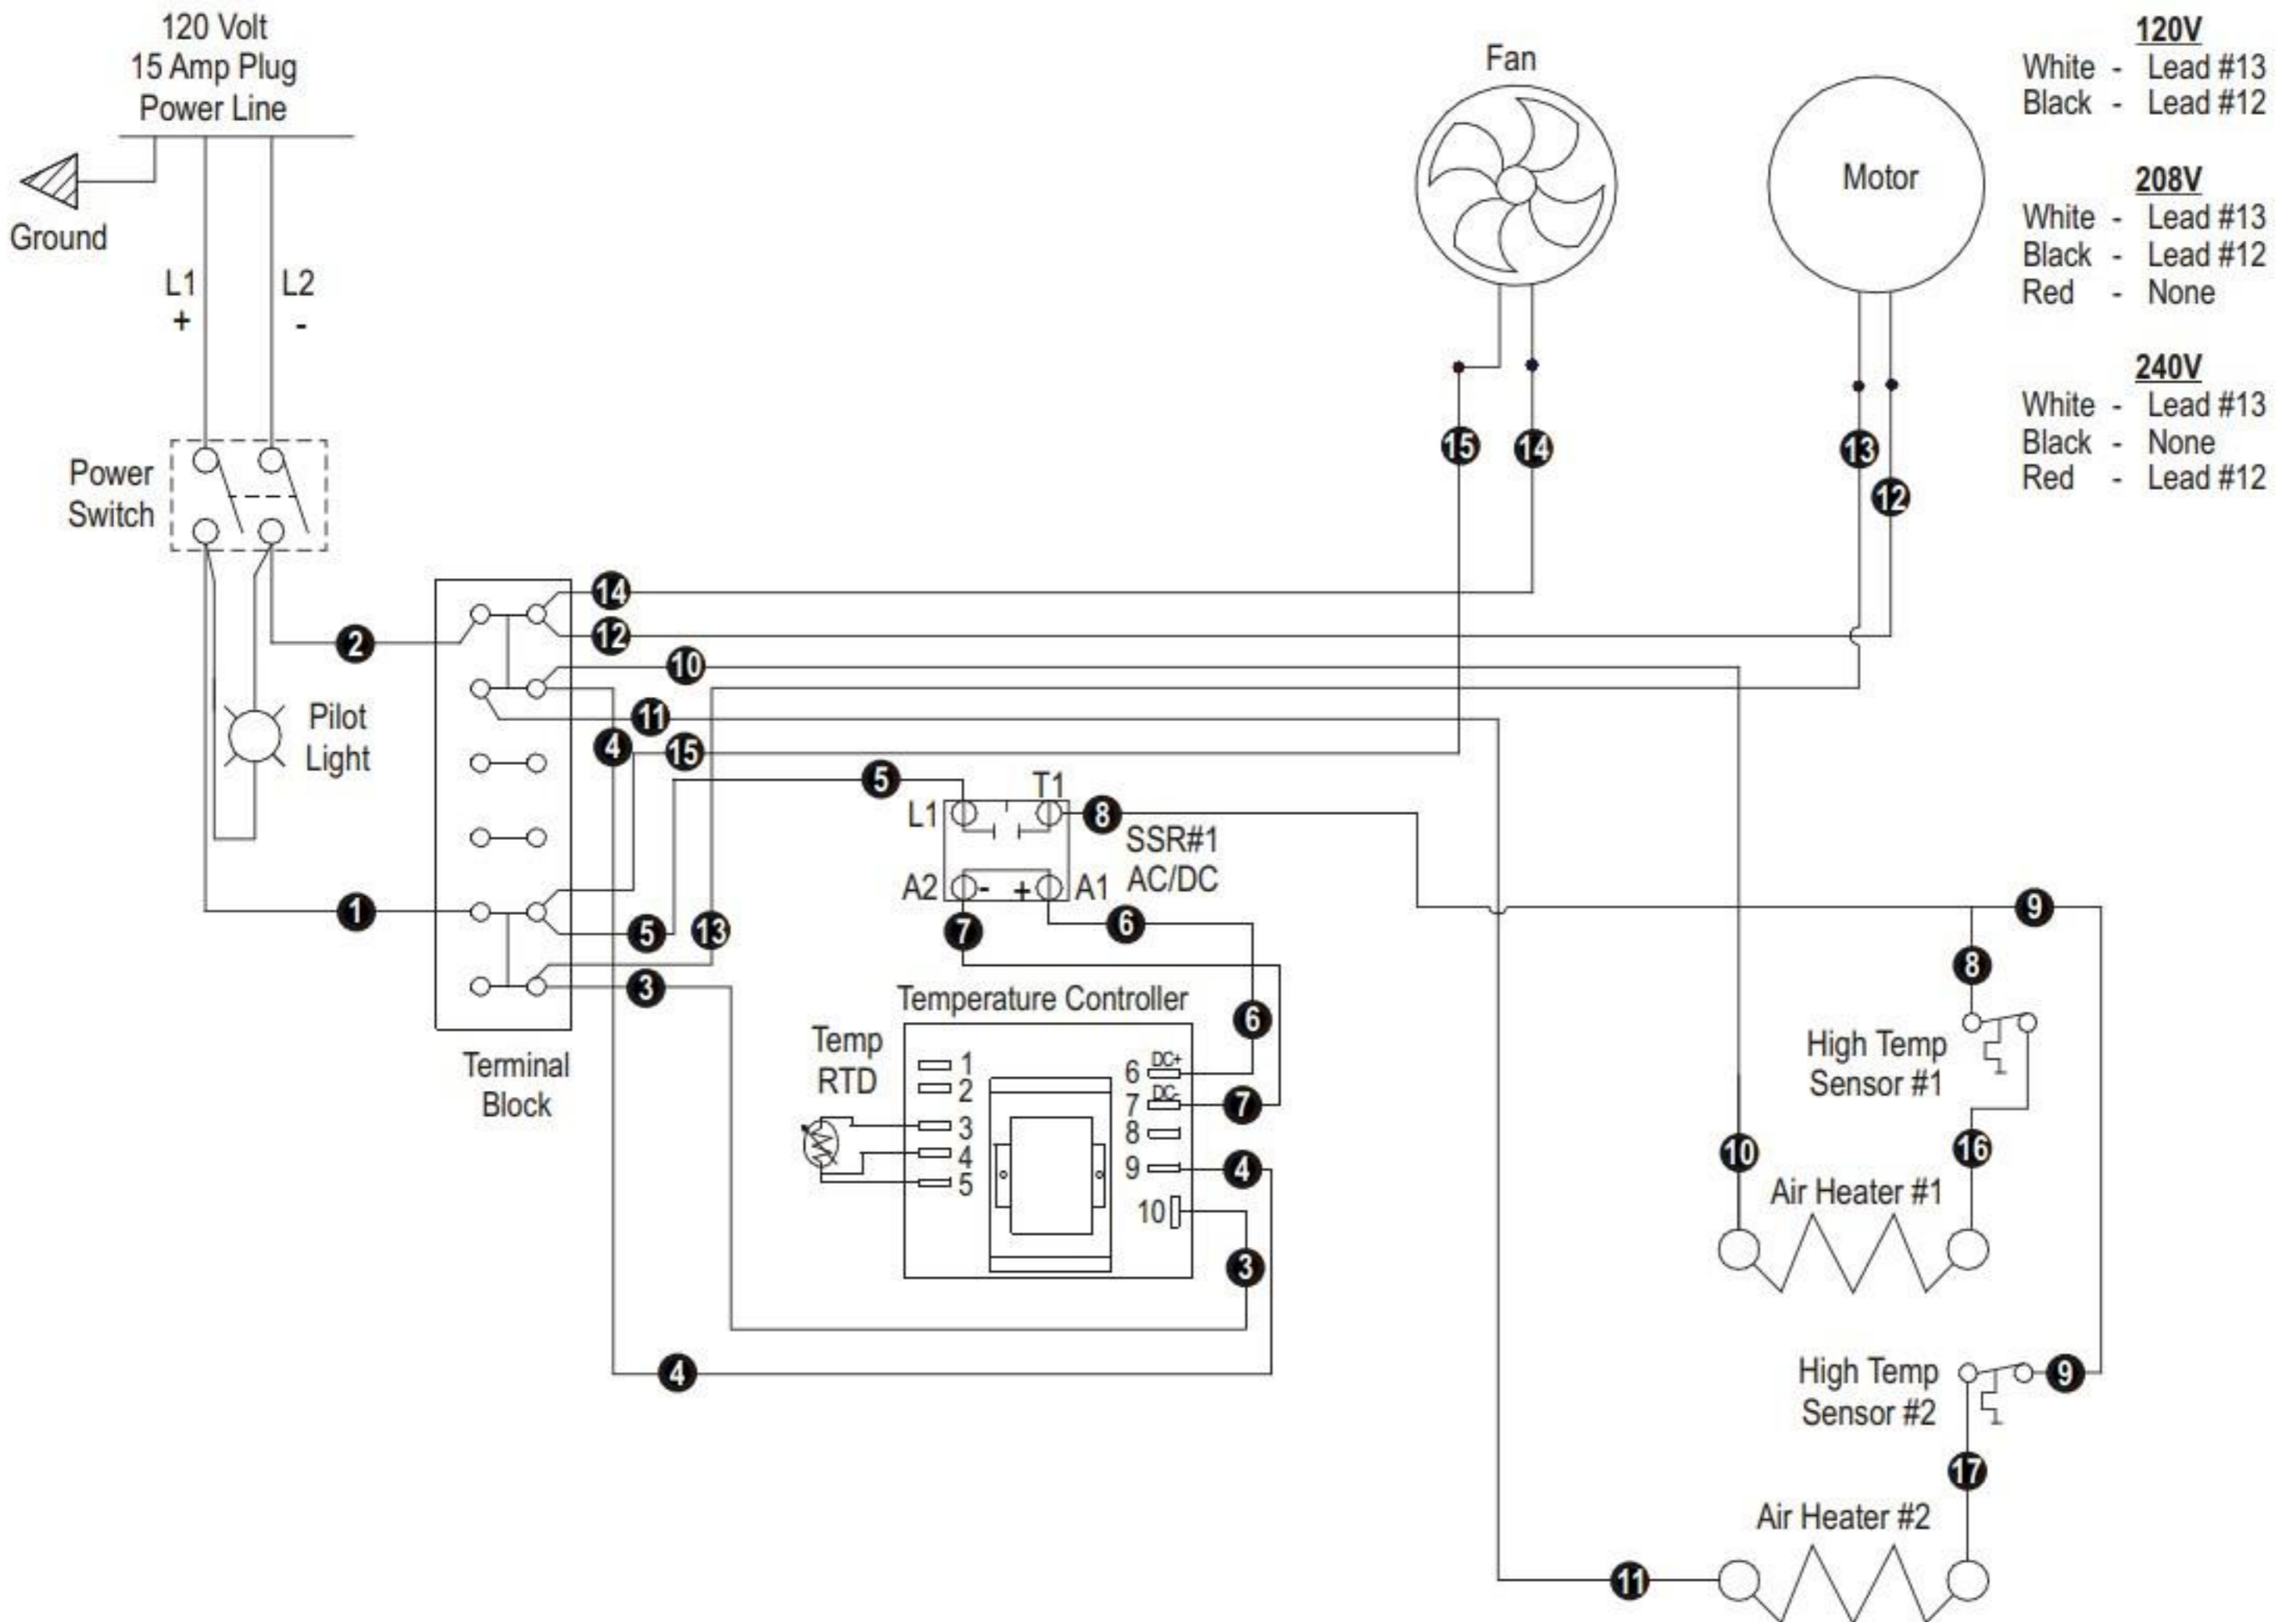 120 Volt
15 Amp Plug
Power Line
Ground
L1
+
L2
-
Power
Switch
Pilot
Light
2
1
Terminal
Block
Fan
Motor
120V
White - Lead #13
Black - Lead #12
208V
White - Lead #13
Black - Lead #12
Red - None
240V
White - Lead #13
Black - None
Red - Lead #12
15
14
13
12
14
12
10
11
4
15
5
5
13
3
L1
T1
8
SSR#1
AC/DC
A2
-
+
A1
7
6
Temperature Controller
Temp
RTD
1
2
3
4
5
6 DC+
7 DC-
8
9
10
6
7
4
3
4
9
8
High Temp
Sensor #1
10
16
Air Heater #1
High Temp
Sensor #2
9
17
Air Heater #2
11